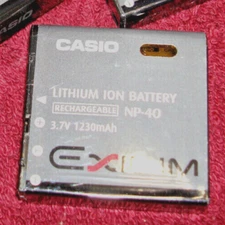 CASIO
LITHIUM ION BATTERY
RECHARGEABLE NP-40
3.7V 1230mAh
EXILIM